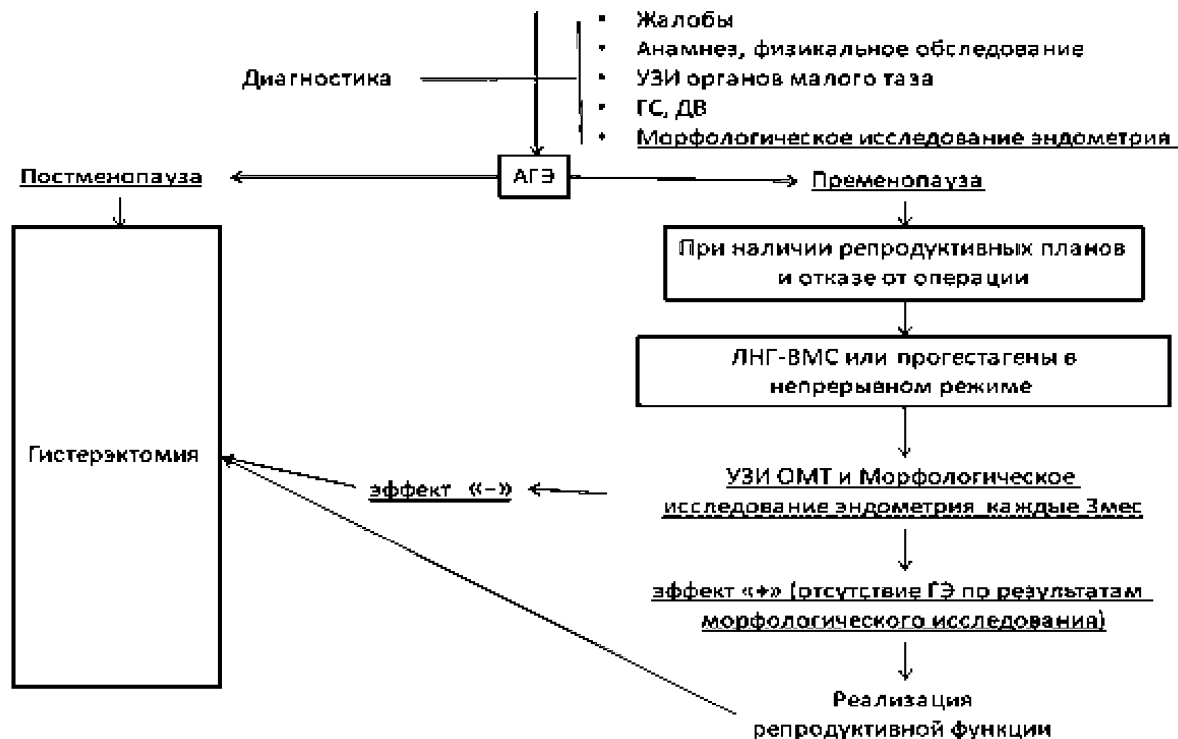 • Жалобы
• Анамнез, физикальное обследование
Диагностика
• УЗИ органов малого таза
• ГС, ДВ
• Морфологическое исследование эндометрия
Постменопауза
АГЭ
Пременопауза
При наличии репродуктивных планов
и отказе от операции
ЛНГ-ВМС или прогестагены в
непрерывном режиме
Гистерэктомия
эффект «–»
УЗИ ОМТ и Морфологическое
исследование эндометрия каждые 3мес
эффект «+» (отсутствие ГЭ по результатам
морфологического исследования)
Реализация
репродуктивной функции